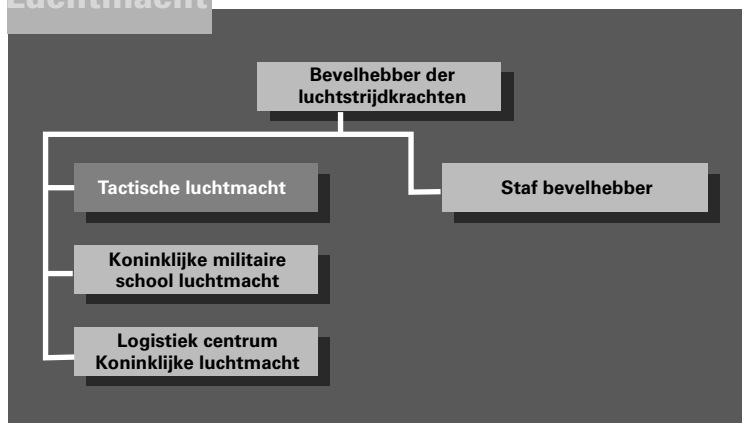 Luchtmacht
Bevelhebber der
luchtstrijdkrachten
Tactische luchtmacht
Staf bevelhebber
Koninklijke militaire
school luchtmacht
Logistiek centrum
Koninklijke luchtmacht